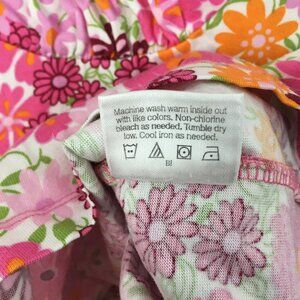 Machine wash warm inside out
with like colors. Non-chlorine
bleach as needed. Tumble dry
low. Cool iron as needed.